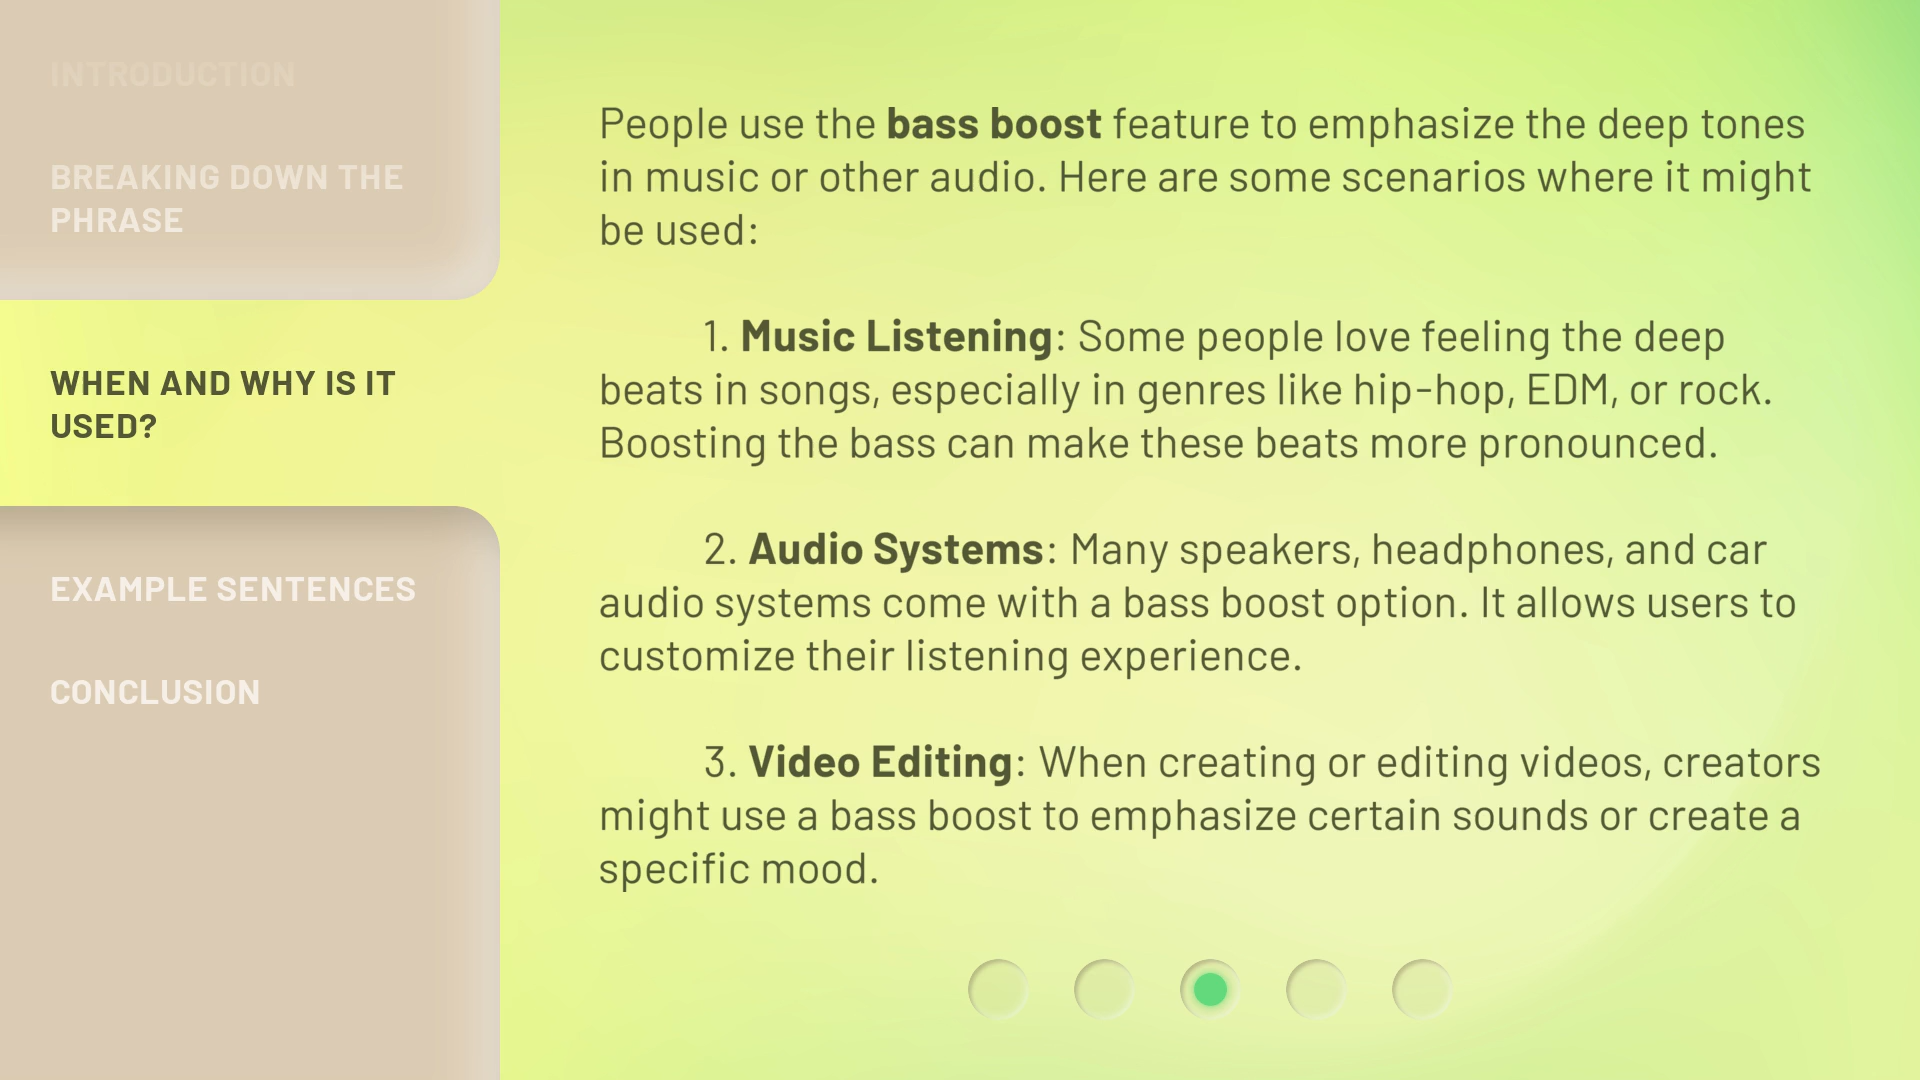 INTRODUCTION
BREAKING DOWN THE
PHRASE
WHEN AND WHY IS IT
USED?
EXAMPLE SENTENCES
CONCLUSION
People use the bass boost feature to emphasize the deep tones
in music or other audio. Here are some scenarios where it might
be used:
1. Music Listening: Some people love feeling the deep
beats in songs, especially in genres like hip-hop, EDM, or rock.
Boosting the bass can make these beats more pronounced.
2. Audio Systems: Many speakers, headphones, and car
audio systems come with a bass boost option. It allows users to
customize their listening experience.
3. Video Editing: When creating or editing videos, creators
might use a bass boost to emphasize certain sounds or create a
specific mood.